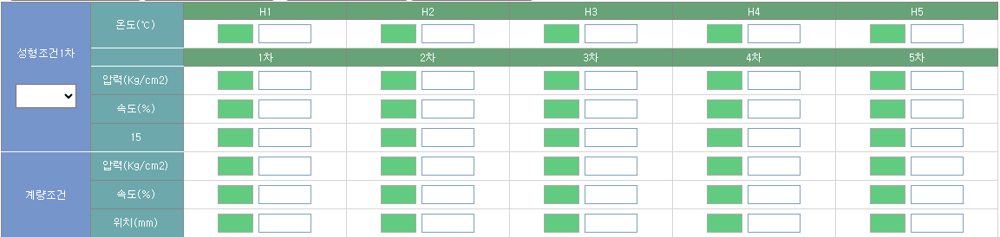 H1 H2 H3 H4 H5
온도(℃)
성형조건1차
1차 2차 3차 4차 5차
압력(Kg/cm2)
속도(%)
15
계량조건
압력(Kg/cm2)
속도(%)
위치(mm)